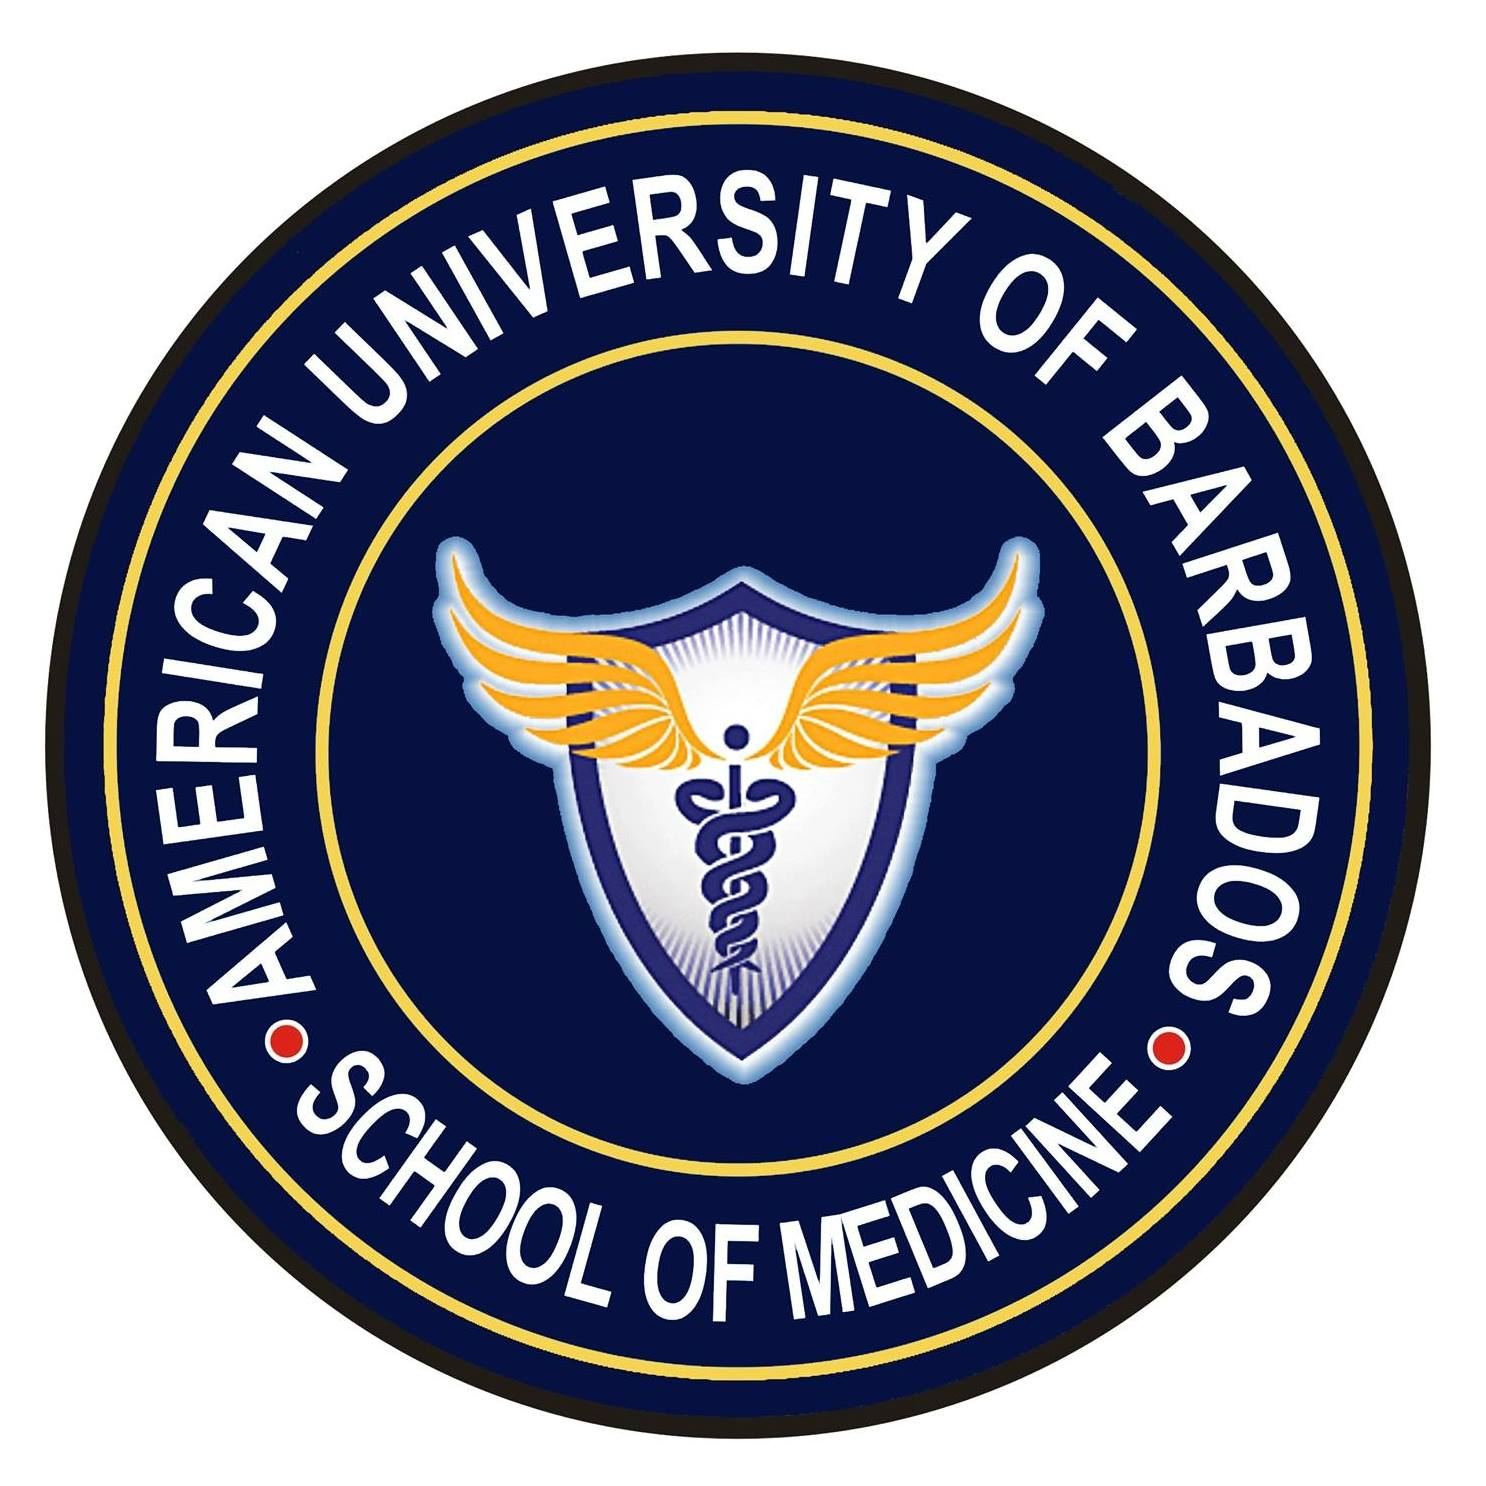 AMERICAN UNIVERSITY OF BARBADOS
SCHOOL OF MEDICINE